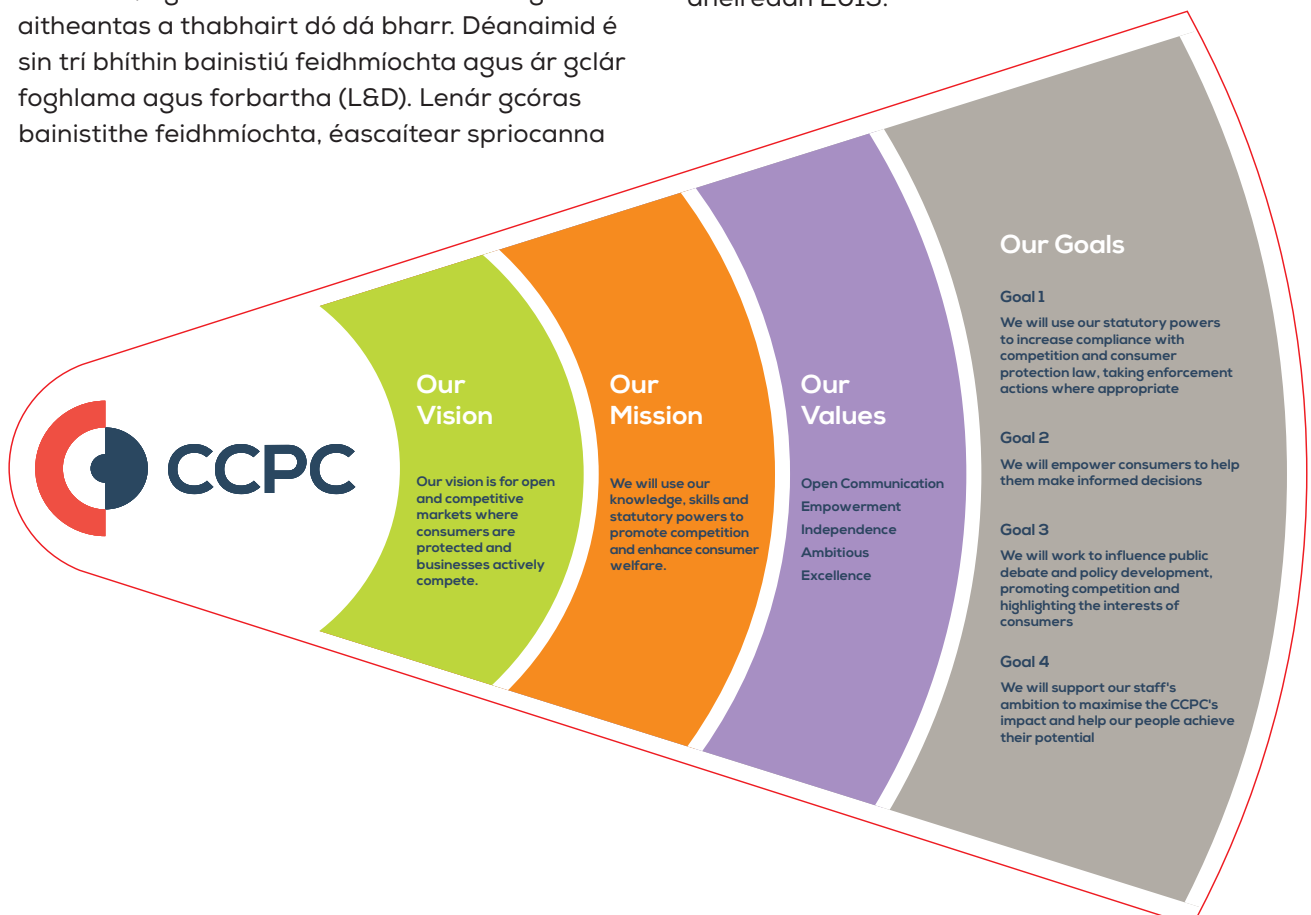 aitheantas a thabhairt dó dá bharr. Déanaimid é
sin trí bhíthin bainistiú feidhmíochta agus ár gclár
foghlama agus forbartha (L&D). Lenár gcóras
bainistithe feidhmíochta, éascaítear spriocanna
2015.
CCPC
Our
Vision
Our vision is for open
and competitive
markets where
consumers are
protected and
businesses actively
compete.
Our
Mission
We will use our
knowledge, skills and
statutory powers to
promote competition
and enhance consumer
welfare.
Our
Values
Open Communication
Empowerment
Independence
Ambitious
Excellence
Our Goals
Goal 1
We will use our statutory powers
to increase compliance with
competition and consumer
protection law, taking enforcement
actions where appropriate
Goal 2
We will empower consumers to help
them make informed decisions
Goal 3
We will work to influence public
debate and policy development,
promoting competition and
highlighting the interests of
consumers
Goal 4
We will support our staff's
ambition to maximise the CCPC's
impact and help our people achieve
their potential